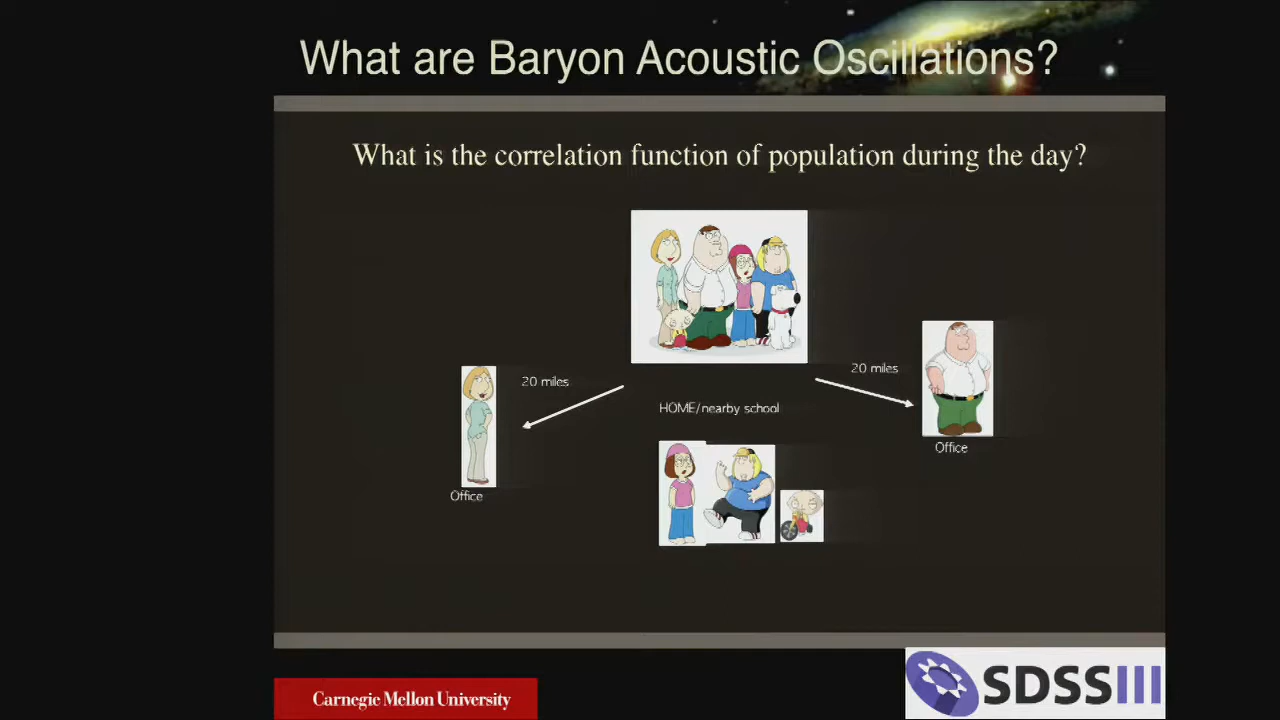 What are Baryon Acoustic Oscillations?
What is the correlation function of population during the day?
20 miles
20 miles
HOME/nearby school
Office
Office
Carnegie Mellon University
SDSSIII